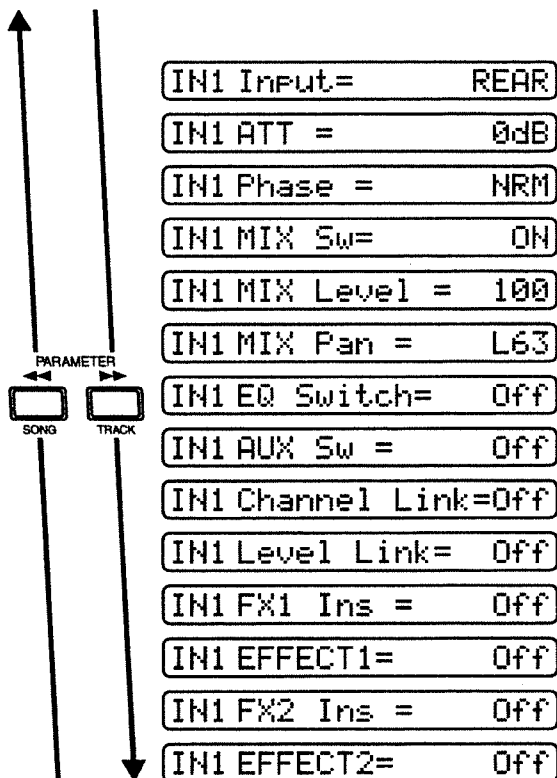 IN1 Input= REAR
IN1 ATT = 0dB
IN1 Phase = NRM
IN1 MIX Sw= ON
IN1 MIX Level = 100
IN1 MIX Pan = L63
PARAMETER
SONG TRACK
IN1 EQ Switch= Off
IN1 AUX Sw = Off
IN1 Channel Link=Off
IN1 Level Link= Off
IN1 FX1 Ins = Off
IN1 EFFECT1= Off
IN1 FX2 Ins = Off
IN1 EFFECT2= Off